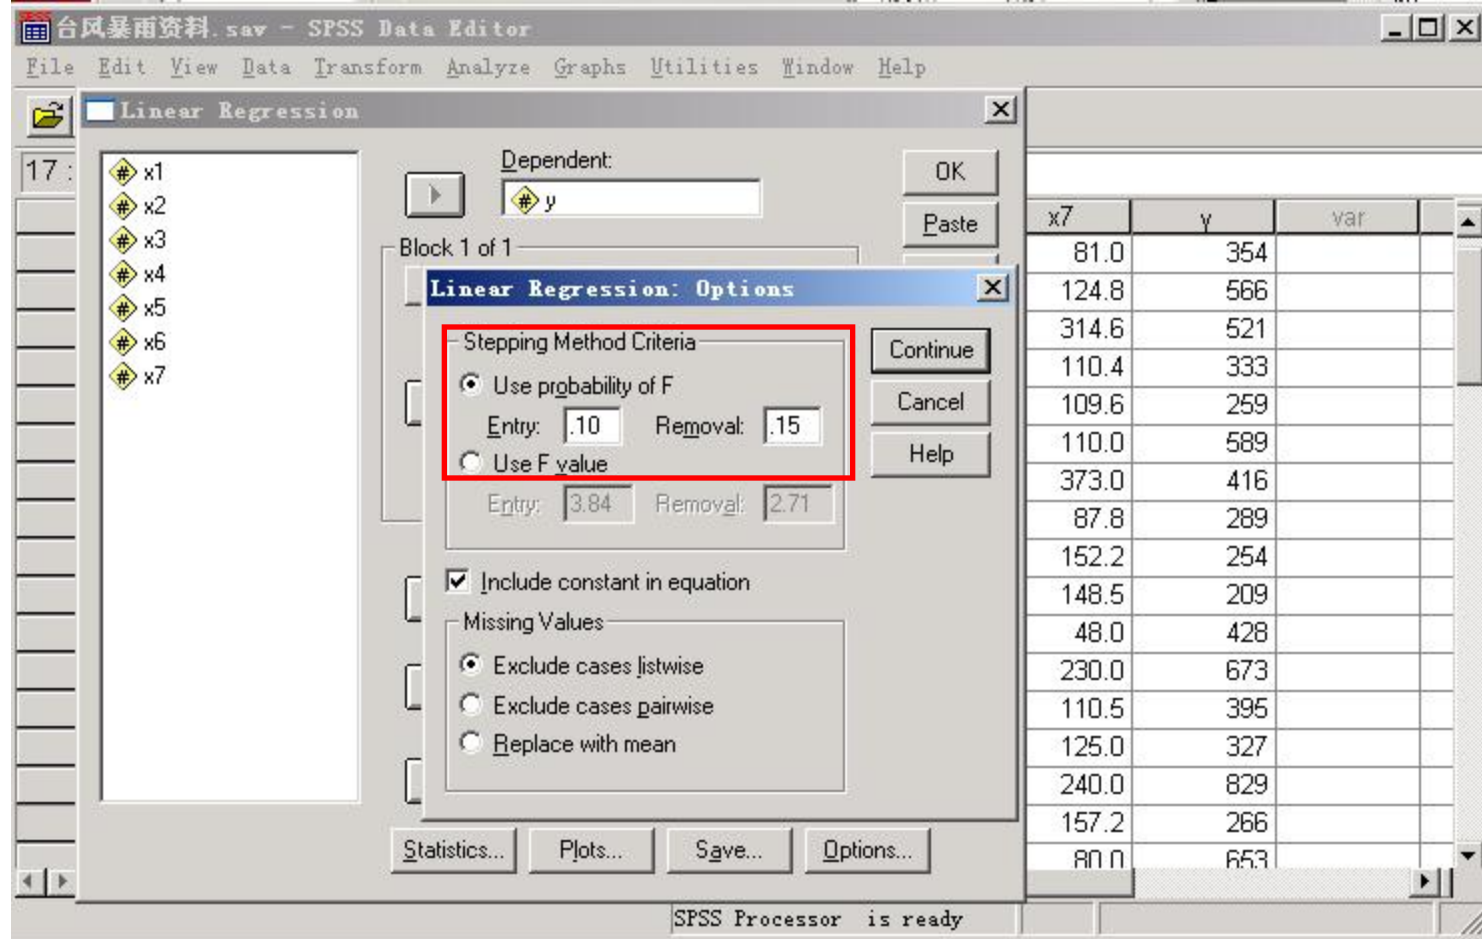 台风暴雨资料.sav - SPSS Data Editor
File Edit View Data Transform Analyze Graphs Utilities Window Help
Linear Regression
17 :
x1
x2
x3
x4
x5
x6
x7
Dependent:
y
Block 1 of 1
OK
Paste
Linear Regression: Options
Stepping Method Criteria
Use probability of F
Entry: .10 Removal: .15
Use F value
Entry: 3.84 Removal: 2.71
Include constant in equation
Missing Values
Exclude cases listwise
Exclude cases pairwise
Replace with mean
Continue
Cancel
Help
Statistics... Plots... Save... Options...
x7 y var
81.0 354
124.8 566
314.6 521
110.4 333
109.6 259
110.0 589
373.0 416
87.8 289
152.2 254
148.5 209
48.0 428
230.0 673
110.5 395
125.0 327
240.0 829
157.2 266
80.0 653
SPSS Processor is ready